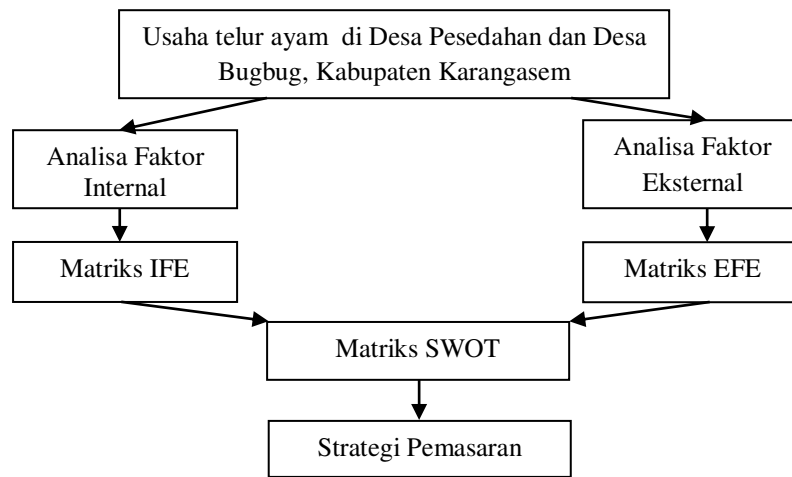 Usaha telur ayam di Desa Pesedahan dan Desa
Bugbug, Kabupaten Karangasem
Analisa Faktor
Internal
Analisa Faktor
Eksternal
Matriks IFE
Matriks EFE
Matriks SWOT
Strategi Pemasaran